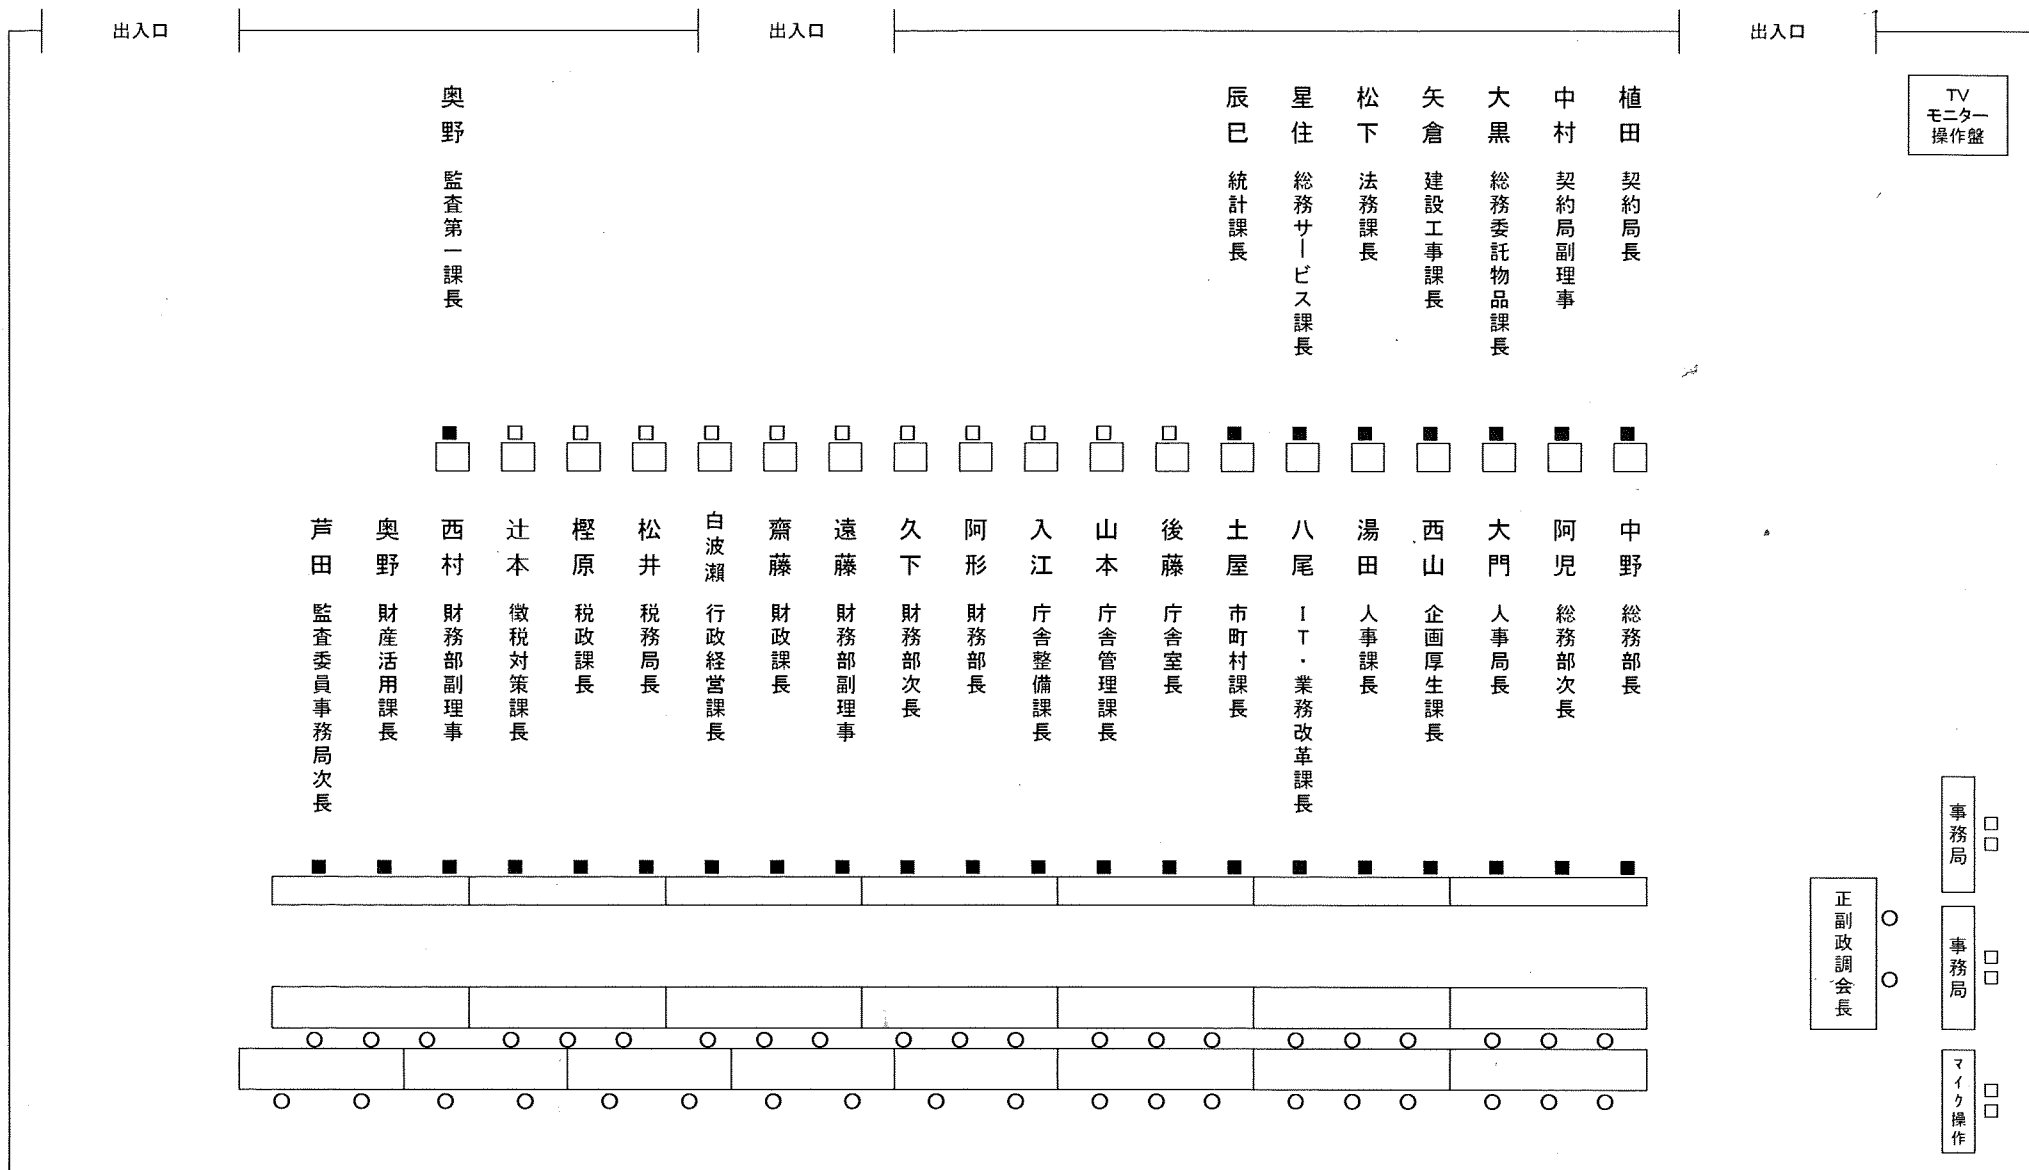 出入口
出入口
出入口
TV
モニター
操作盤
植田 契約局長
中村 契約局副理事
大黒 総務委託物品課長
矢倉 建設工事課長
松下 法務課長
星住 総務サービス課長
辰巳 統計課長
奥野 監査第一課長
中野 総務部長
阿児 総務部次長
大門 人事局長
西山 企画厚生課長
湯田 人事課長
八尾 IT・業務改革課長
土屋 市町村課長
後藤 庁舎室長
山本 庁舎管理課長
入江 庁舎整備課長
阿形 財務部長
久下 財務部次長
遠藤 財務部副理事
齋藤 財政課長
白波瀬 行政経営課長
松井 税務局長
樫原 税政課長
辻本 徴税対策課長
西村 財務部副理事
奥野 財産活用課長
芦田 監査委員事務局次長
事務局
正副政調会長
事務局
マイク操作